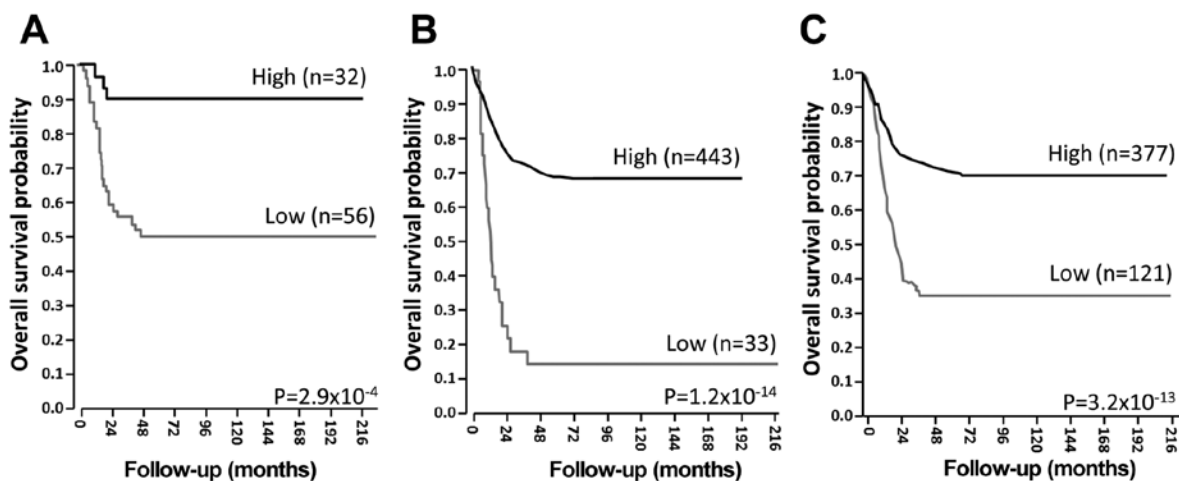 A
Overall survival probability
1.0
0.9
0.8
0.7
0.6
0.5
0.4
0.3
0.2
0.1
0.0
High (n=32)
Low (n=56)
P=2.9x10-4
0 24 48 72 96 120 144 168 192 216
Follow-up (months)
B
Overall survival probability
1.0
0.9
0.8
0.7
0.6
0.5
0.4
0.3
0.2
0.1
0.0
High (n=443)
Low (n=33)
P=1.2x10-14
0 24 48 72 96 120 144 168 192 216
Follow-up (months)
C
Overall survival probability
1.0
0.9
0.8
0.7
0.6
0.5
0.4
0.3
0.2
0.1
0.0
High (n=377)
Low (n=121)
P=3.2x10-13
0 24 48 72 96 120 144 168 192 216
Follow-up (months)